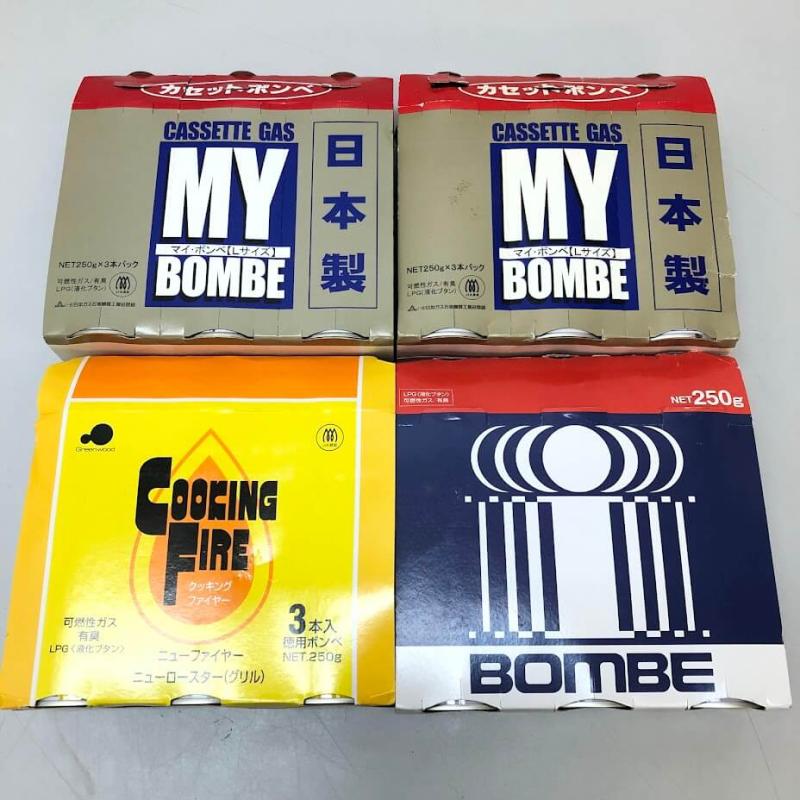 カセットボンベ
CASSETTE GAS
MY
マイ・ボンベ【Lサイズ】
BOMBE
日本製
NET250g×3本パック
可燃性ガス/有臭
LPG(液化ブタン)
カセットボンベ
CASSETTE GAS
MY
マイ・ボンベ【Lサイズ】
BOMBE
日本製
NET250g×3本パック
可燃性ガス/有臭
LPG(液化ブタン)
Greenwood
COOKING
FIRE
クッキング
ファイヤー
可燃性ガス
有臭
LPG〈液化ブタン〉
3本入
徳用ボンベ
NET.250g
ニューファイヤー
ニューロースター(グリル)
LPG(液化ブタン)
可燃性ガス/有臭
NET250g
BOMBE